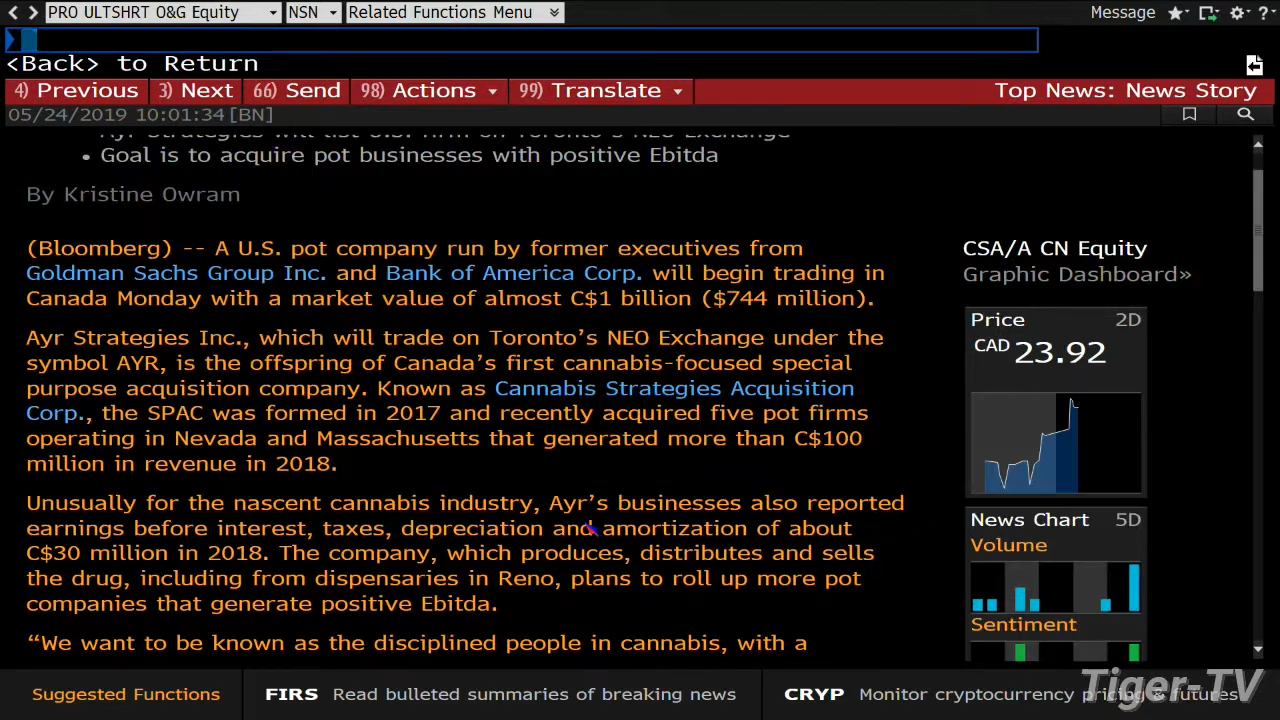 PRO ULTSHRT O&G Equity NSN Related Functions Menu Message
<Back> to Return
4) Previous 3) Next 66) Send 98) Actions 99) Translate Top News: News Story
05/24/2019 10:01:34 [BN]
Ayr Strategies will list U.S. firm on Toronto's NEO Exchange
• Goal is to acquire pot businesses with positive Ebitda
By Kristine Owram
(Bloomberg) -- A U.S. pot company run by former executives from
Goldman Sachs Group Inc. and Bank of America Corp. will begin trading in
Canada Monday with a market value of almost C$1 billion ($744 million).
Ayr Strategies Inc., which will trade on Toronto's NEO Exchange under the
symbol AYR, is the offspring of Canada's first cannabis-focused special
purpose acquisition company. Known as Cannabis Strategies Acquisition
Corp., the SPAC was formed in 2017 and recently acquired five pot firms
operating in Nevada and Massachusetts that generated more than C$100
million in revenue in 2018.
Unusually for the nascent cannabis industry, Ayr's businesses also reported
earnings before interest, taxes, depreciation and amortization of about
C$30 million in 2018. The company, which produces, distributes and sells
the drug, including from dispensaries in Reno, plans to roll up more pot
companies that generate positive Ebitda.
“We want to be known as the disciplined people in cannabis, with a
CSA/A CN Equity
Graphic Dashboard»
Price 2D
CAD 23.92
News Chart 5D
Volume
Sentiment
Suggested Functions FIRS Read bulleted summaries of breaking news CRYP Monitor cryptocurrency pricing & futures
Tiger-TV